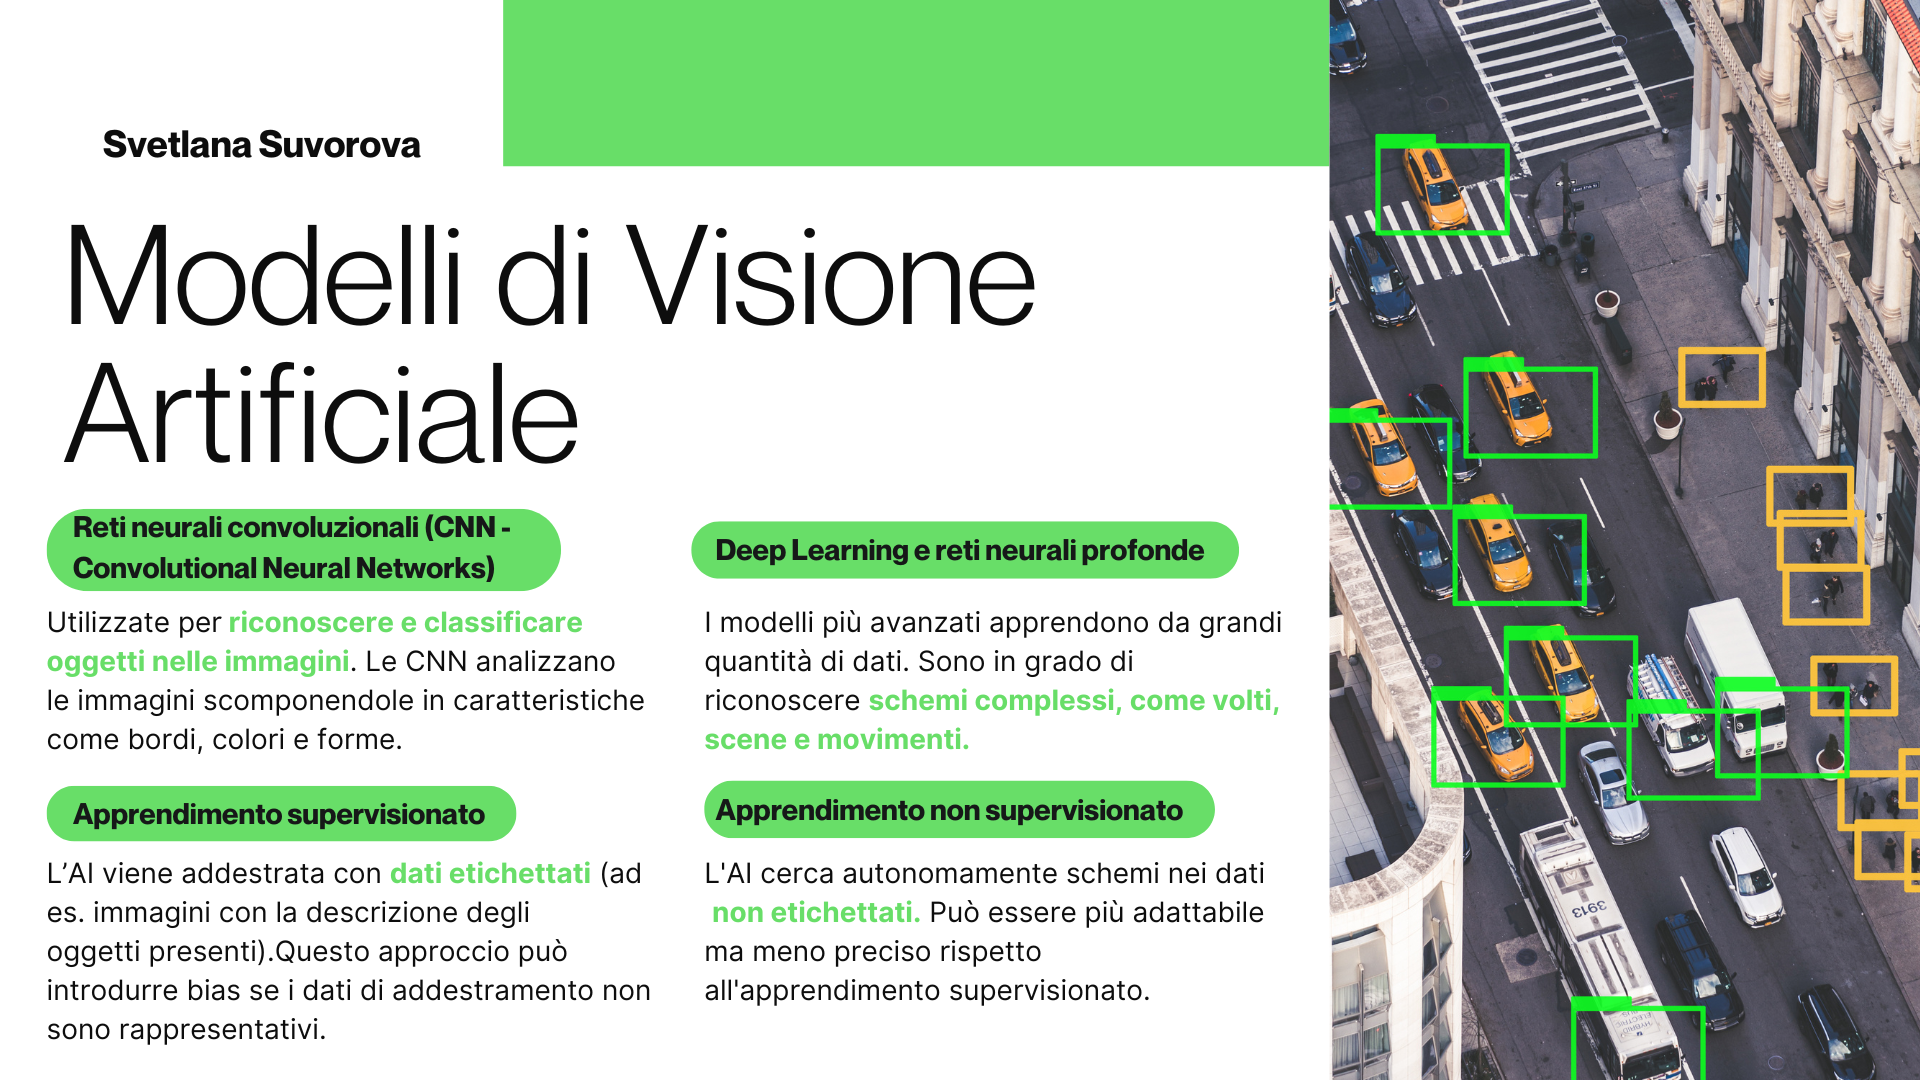 Svetlana Suvorova
Modelli di Visione
Artificiale
Reti neurali convoluzionali (CNN -
Convolutional Neural Networks)
Utilizzate per riconoscere e classificare
oggetti nelle immagini. Le CNN analizzano
le immagini scomponendole in caratteristiche
come bordi, colori e forme.
Deep Learning e reti neurali profonde
I modelli più avanzati apprendono da grandi
quantità di dati. Sono in grado di
riconoscere schemi complessi, come volti,
scene e movimenti.
Apprendimento supervisionato
L’AI viene addestrata con dati etichettati (ad
es. immagini con la descrizione degli
oggetti presenti).Questo approccio può
introdurre bias se i dati di addestramento non
sono rappresentativi.
Apprendimento non supervisionato
L'AI cerca autonomamente schemi nei dati
non etichettati. Può essere più adattabile
ma meno preciso rispetto
all'apprendimento supervisionato.
3913